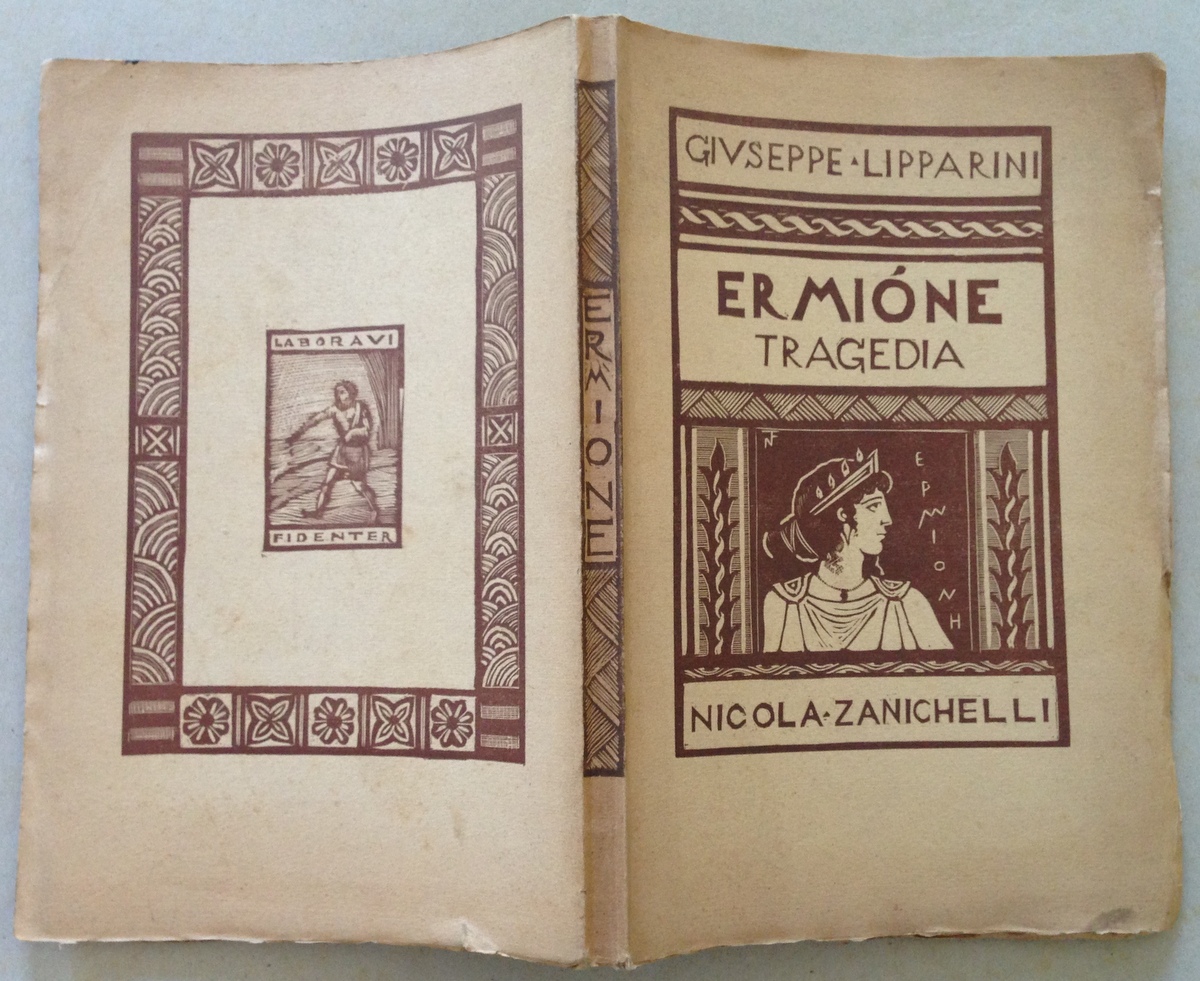 LABORAVI
FIDENTER
ERMIONE
GIVSEPPE LIPPARINI
ERMIÓNE
TRAGEDIA
ΕΡΜΙΟΝΗ
NICOLA ZANICHELLI